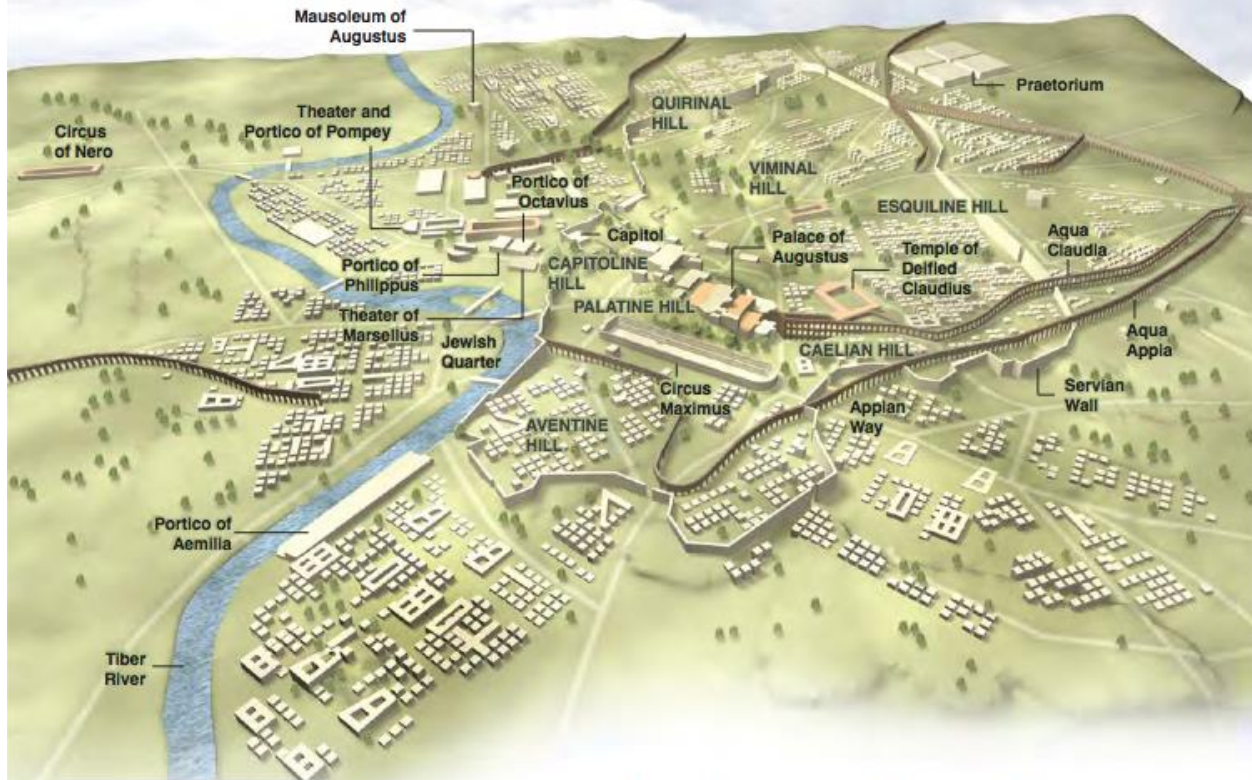 Mausoleum of
Augustus
Praetorium
QUIRINAL
HILL
Theater and
Portico of Pompey
Circus
of Nero
VIMINAL
HILL
Portico of
Octavius
ESQUILINE HILL
Capitol
Palace of
Augustus
Temple of
Deified
Claudius
Aqua
Claudia
Portico of
Philippus
CAPITOLINE
HILL
PALATINE HILL
Theater of
Marsellus
Jewish
Quarter
CAELIAN HILL
Aqua
Appia
Circus
Maximus
Servian
Wall
Appian
Way
AVENTINE
HILL
Portico of
Aemilia
Tiber
River